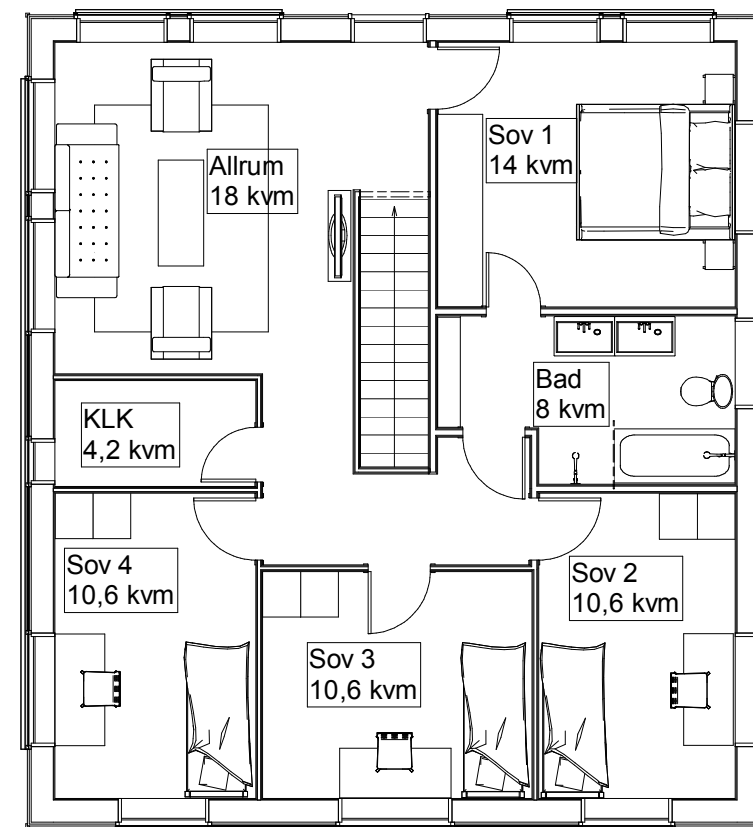 Sov 1
14 kvm
Allrum
18 kvm
Bad
8 kvm
KLK
4,2 kvm
Sov 4
10,6 kvm
Sov 2
10,6 kvm
Sov 3
10,6 kvm